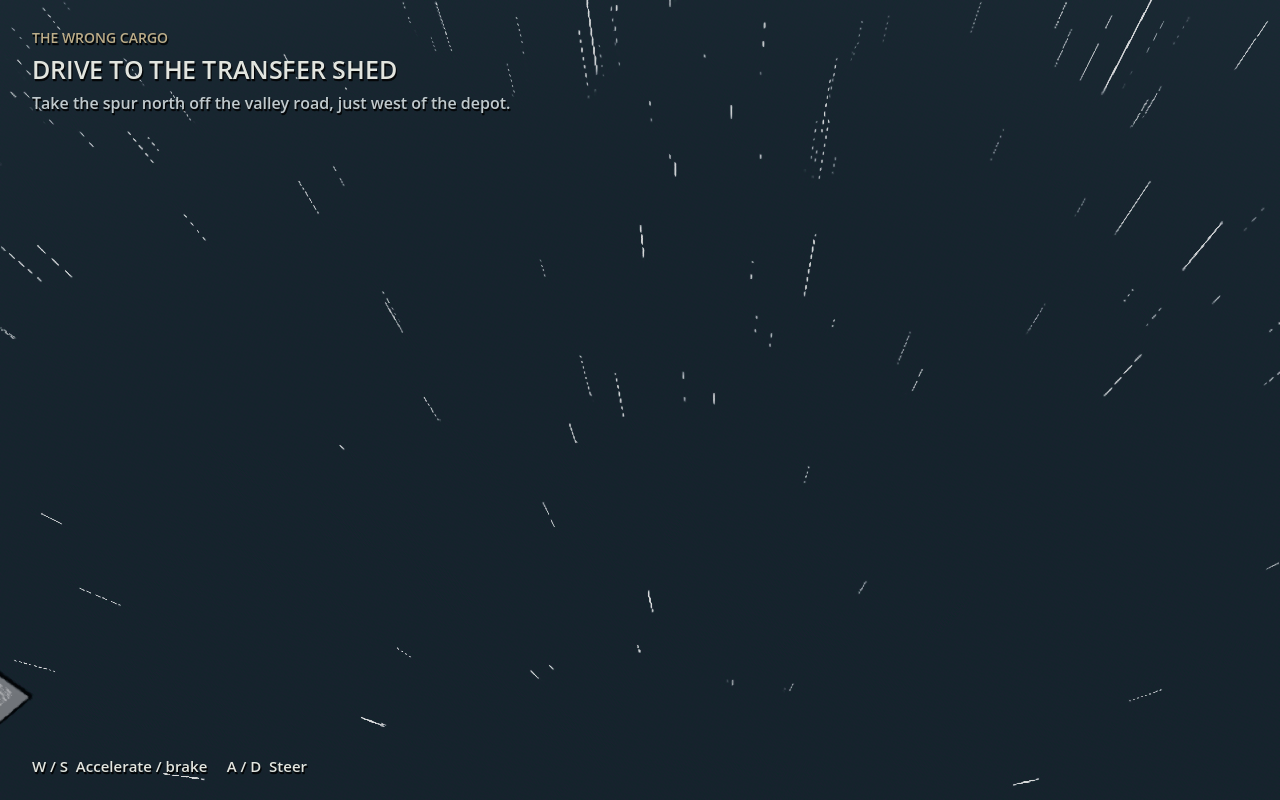 THE WRONG CARGO
DRIVE TO THE TRANSFER SHED
Take the spur north off the valley road, just west of the depot.
W / S  Accelerate / brake  A / D  Steer